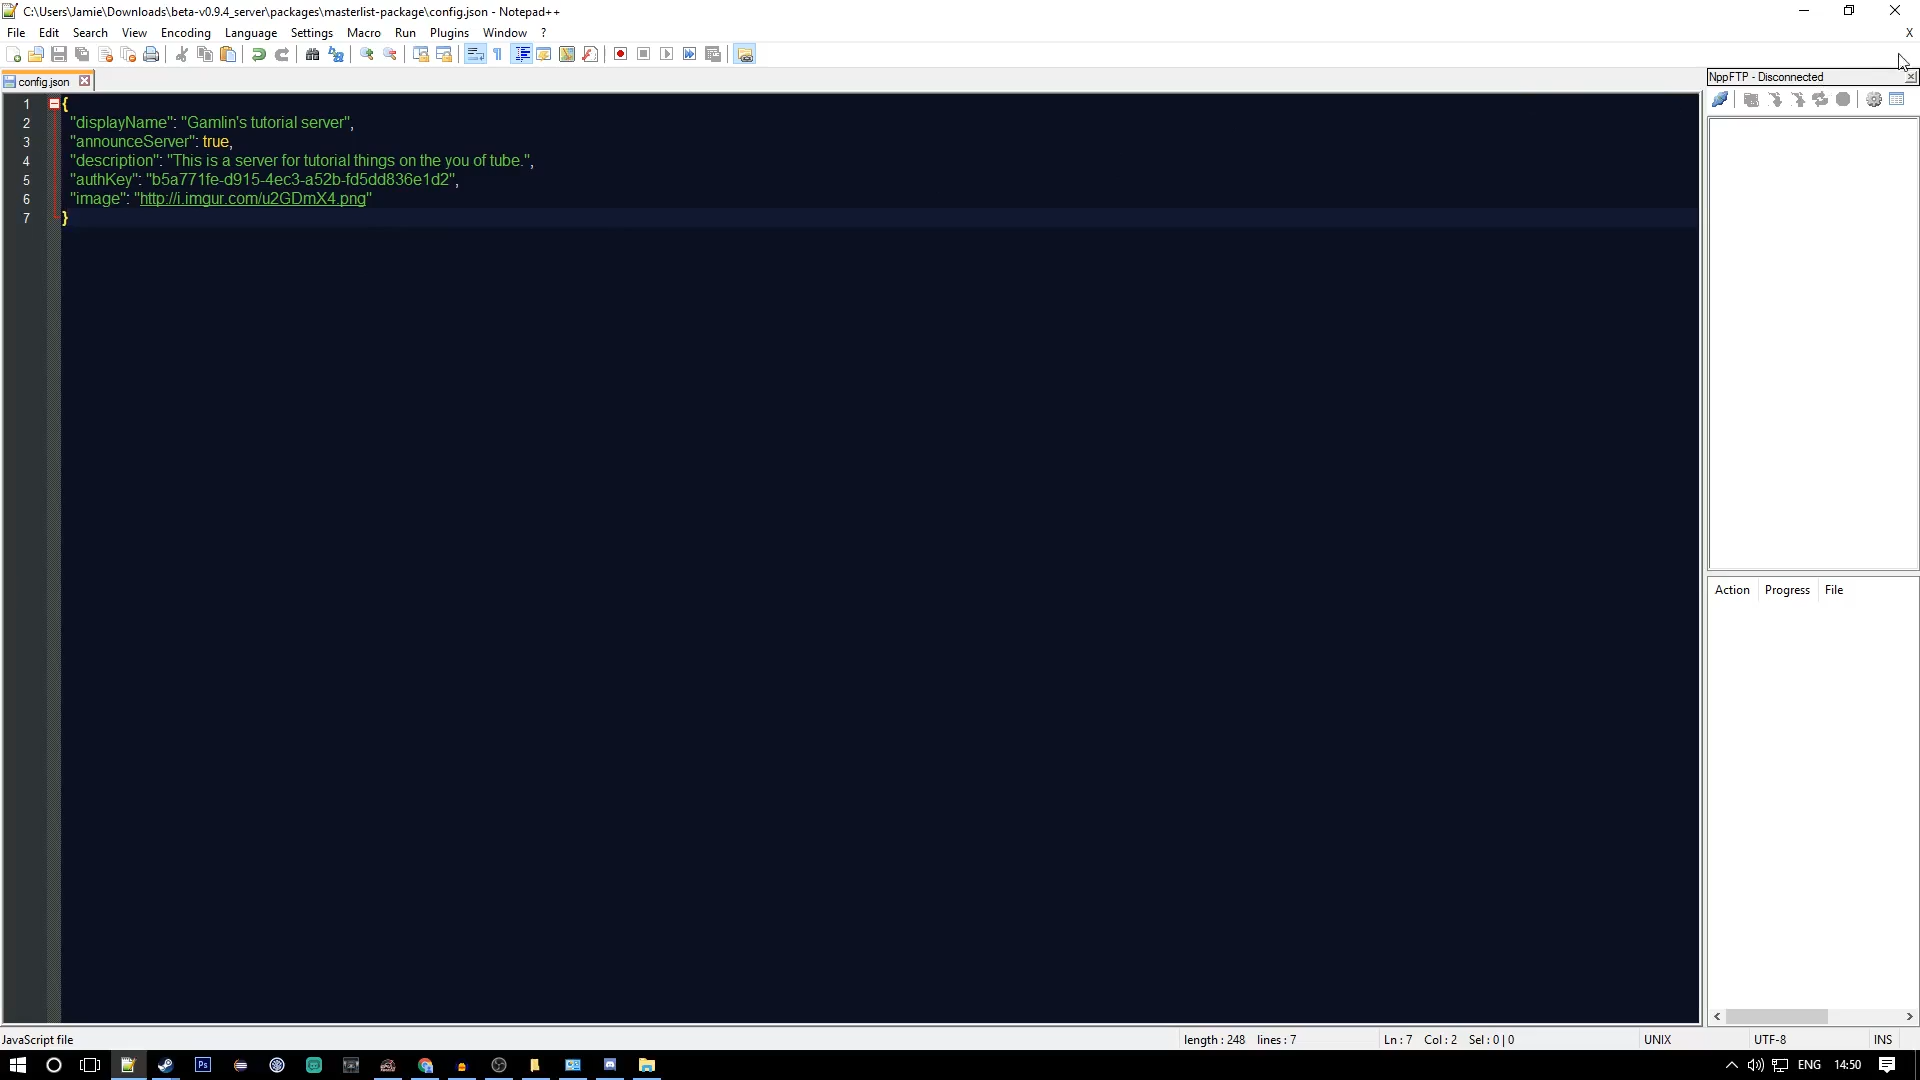 C:\Users\Jamie\Downloads\beta-v0.9.4_server\packages\masterlist-package\config.json - Notepad++
File Edit Search View Encoding Language Settings Macro Run Plugins Window ? X
config.json
NppFTP - Disconnected
1 {
2 "displayName": "Gamlin's tutorial server",
3 "announceServer": true,
4 "description": "This is a server for tutorial things on the you of tube.",
5 "authKey": "b5a771fe-d915-4ec3-a52b-fd5dd836e1d2",
6 "image": "http://i.imgur.com/u2GDmX4.png"
7 }
Action Progress File
JavaScript file length : 248 lines : 7 Ln : 7 Col : 2 Sel : 0 | 0 UNIX UTF-8 INS
Ps ENG 14:50